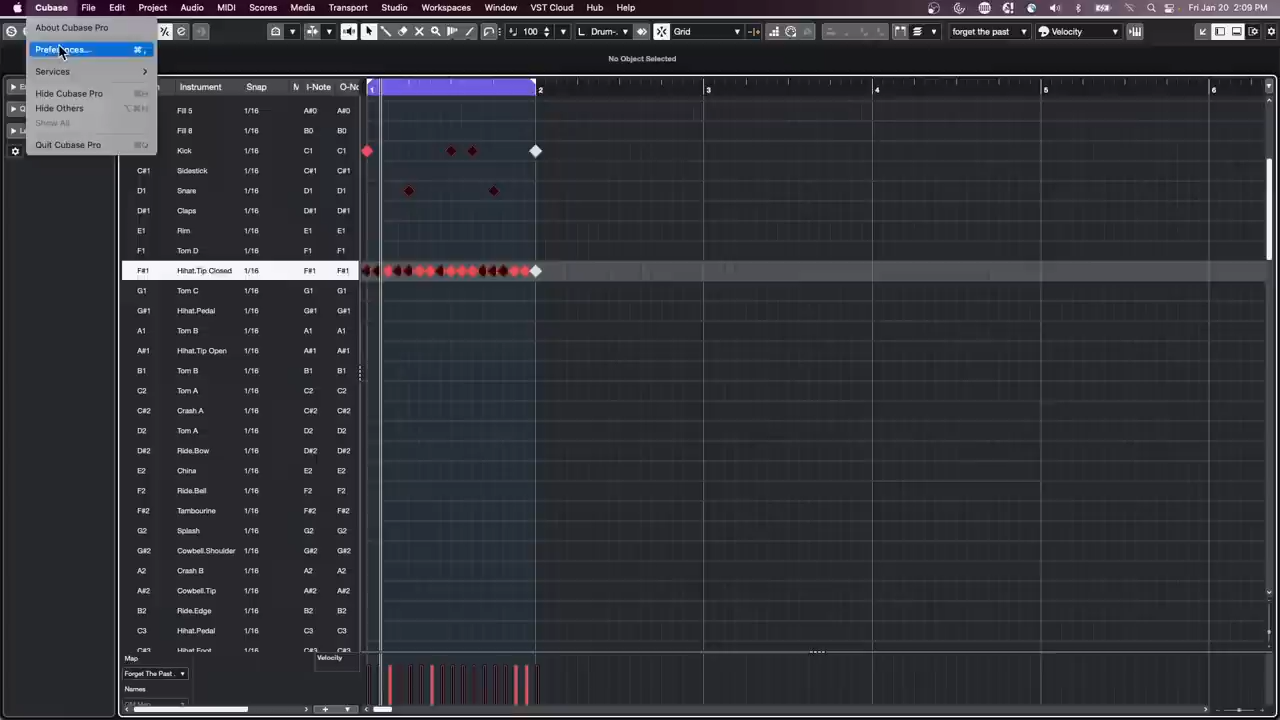 Cubase File Edit Project Audio MIDI Scores Media Transport Studio Workspaces Window VST Cloud Hub Help Fri Jan 20 2:09 PM
About Cubase Pro
Preferences... ⌘ ,
Services >
Hide Cubase Pro ⌘H
Hide Others ⌥⌘H
Show All
Quit Cubase Pro ⌘Q
100 Drum- Grid forget the past Velocity
No Object Selected
Instrument Snap M I-Note O-No
1 2 3 4 5 6
Fill 5 1/16 A#0 A#0
Fill 6 1/16 B0 B0
Kick 1/16 C1 C1
C#1 Sidestick 1/16 C#1 C#1
D1 Snare 1/16 D1 D1
D#1 Claps 1/16 D#1 D#1
E1 Rim 1/16 E1 E1
F1 Tom D 1/16 F1 F1
F#1 Hihat.Tip Closed 1/16 F#1 F#1
G1 Tom C 1/16 G1 G1
G#1 Hihat.Pedal 1/16 G#1 G#1
A1 Tom B 1/16 A1 A1
A#1 Hihat.Tip Open 1/16 A#1 A#1
B1 Tom B 1/16 B1 B1
C2 Tom A 1/16 C2 C2
C#2 Crash A 1/16 C#2 C#2
D2 Tom A 1/16 D2 D2
D#2 Ride.Bow 1/16 D#2 D#2
E2 China 1/16 E2 E2
F2 Ride.Bell 1/16 F2 F2
F#2 Tambourine 1/16 F#2 F#2
G2 Splash 1/16 G2 G2
G#2 Cowbell.Shoulder 1/16 G#2 G#2
A2 Crash B 1/16 A2 A2
A#2 Cowbell.Tip 1/16 A#2 A#2
B2 Ride.Edge 1/16 B2 B2
C3 Hihat.Pedal 1/16 C3 C3
C#3 Hihat.Foot 1/16 C#3 C#3
Map
Velocity
Forget The Past .
Names